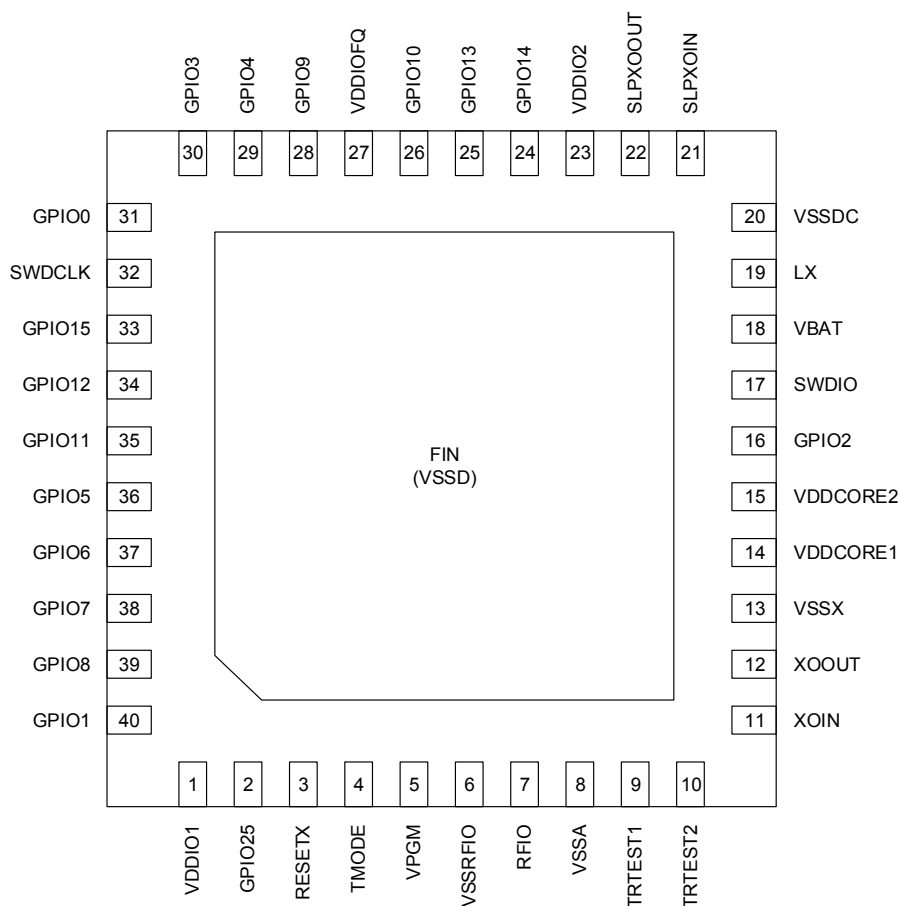 GPIO3
GPIO4
GPIO9
VDDIOFQ
GPIO10
GPIO13
GPIO14
VDDIO2
SLPXOOUT
SLPXOIN
30
29
28
27
26
25
24
23
22
21
GPIO0 31
SWDCLK 32
GPIO15 33
GPIO12 34
GPIO11 35
GPIO5 36
GPIO6 37
GPIO7 38
GPIO8 39
GPIO1 40
FIN
(VSSD)
20 VSSDC
19 LX
18 VBAT
17 SWDIO
16 GPIO2
15 VDDCORE2
14 VDDCORE1
13 VSSX
12 XOOUT
11 XOIN
1
2
3
4
5
6
7
8
9
10
VDDIO1
GPIO25
RESETX
TMODE
VPGM
VSSRFIO
RFIO
VSSA
TRTEST1
TRTEST2